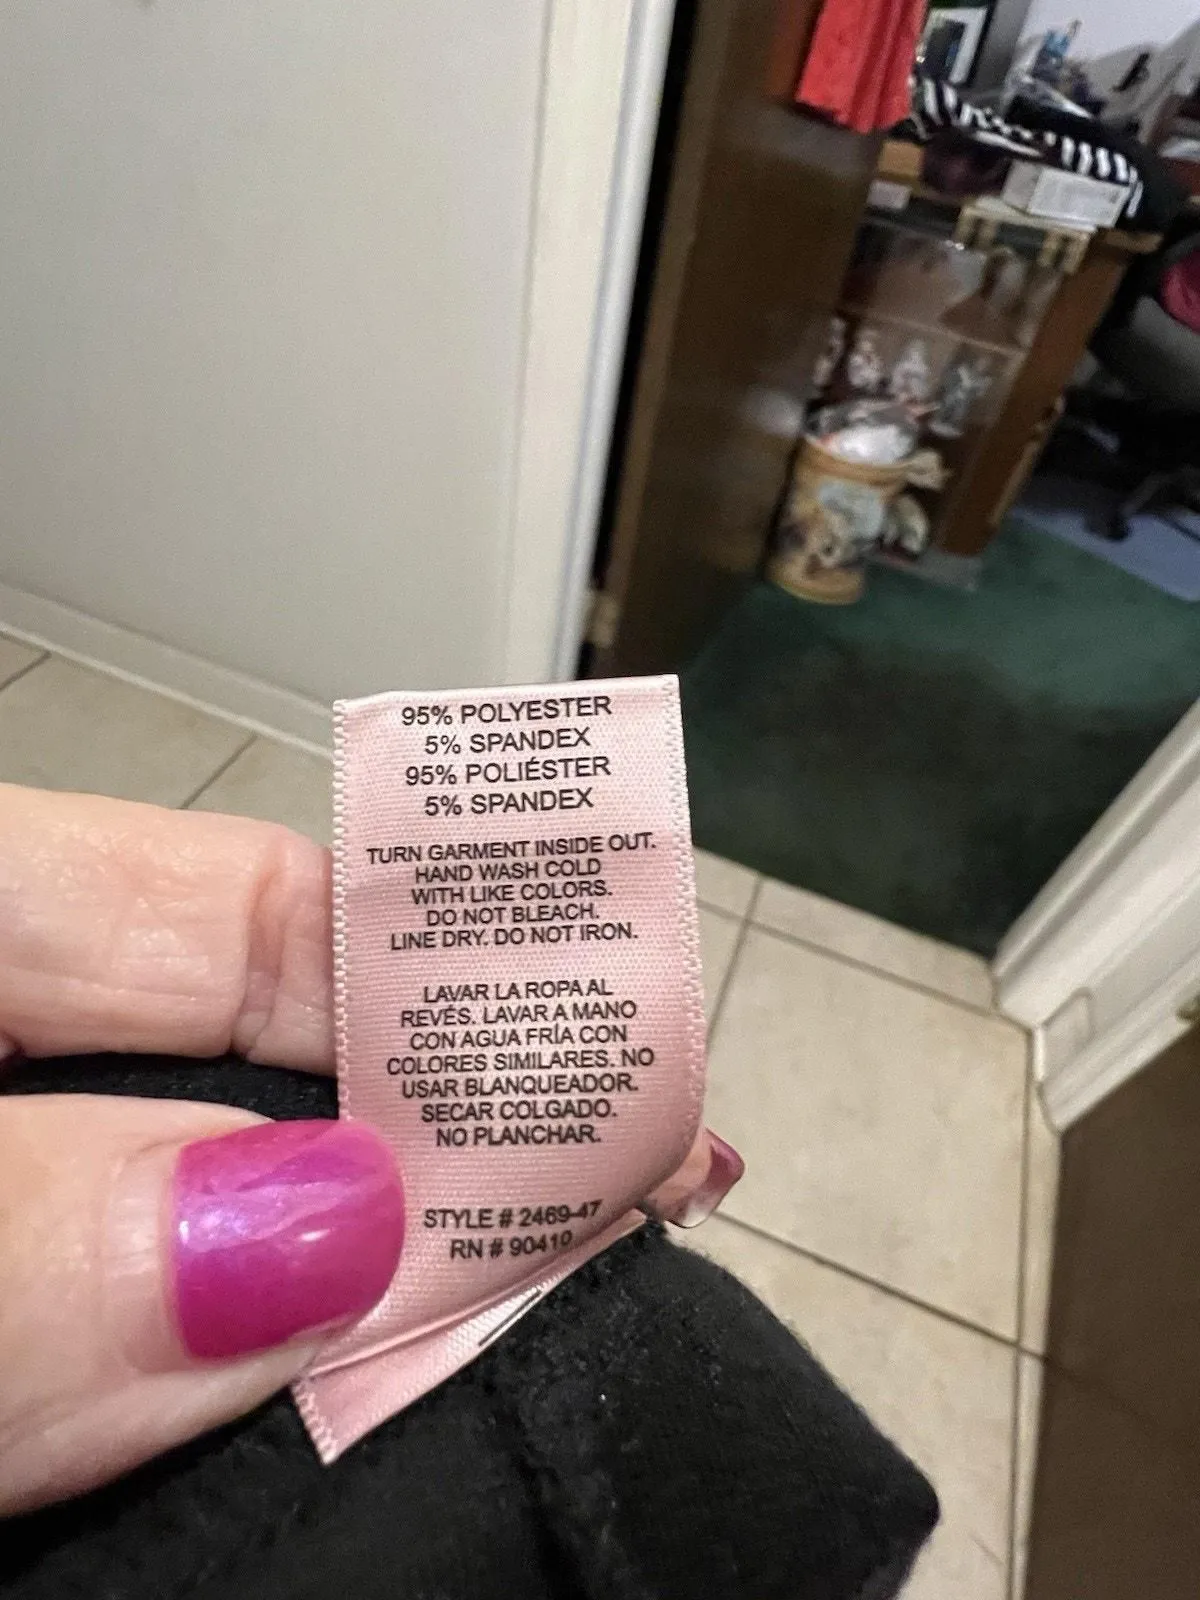 95% POLYESTER
5% SPANDEX
95% POLIÉSTER
5% SPANDEX
TURN GARMENT INSIDE OUT.
HAND WASH COLD
WITH LIKE COLORS.
DO NOT BLEACH.
LINE DRY. DO NOT IRON.
LAVAR LA ROPA AL
REVÉS. LAVAR A MANO
CON AGUA FRÍA CON
COLORES SIMILARES. NO
USAR BLANQUEADOR.
SECAR COLGADO.
NO PLANCHAR.
STYLE # 2469-47
RN # 90410